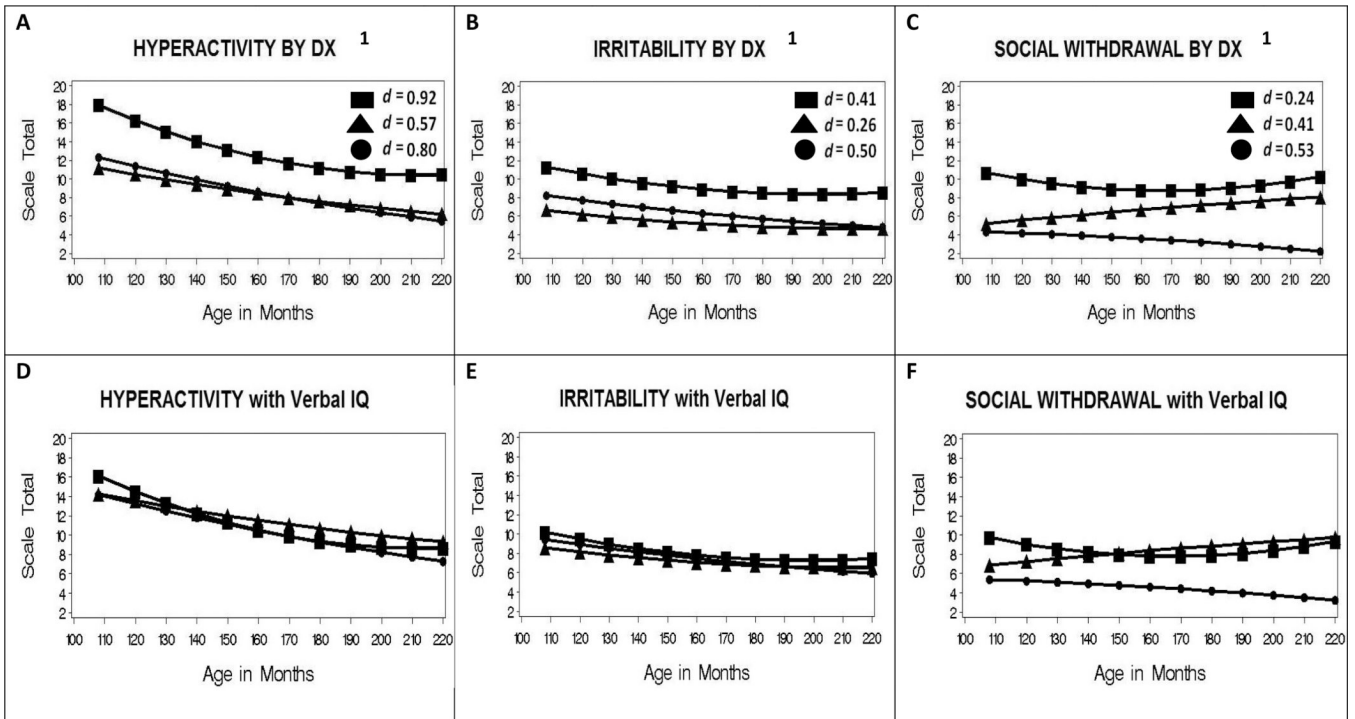 A
HYPERACTIVITY BY DX 1
d = 0.92
d = 0.57
d = 0.80
Scale Total
20
18
16
14
12
10
8
6
4
2
100 110 120 130 140 150 160 170 180 190 200 210 220
Age in Months
B
IRRITABILITY BY DX 1
d = 0.41
d = 0.26
d = 0.50
Scale Total
20
18
16
14
12
10
8
6
4
2
100 110 120 130 140 150 160 170 180 190 200 210 220
Age in Months
C
SOCIAL WITHDRAWAL BY DX 1
d = 0.24
d = 0.41
d = 0.53
Scale Total
20
18
16
14
12
10
8
6
4
2
100 110 120 130 140 150 160 170 180 190 200 210 220
Age in Months
D
HYPERACTIVITY with Verbal IQ
Scale Total
20
18
16
14
12
10
8
6
4
2
100 110 120 130 140 150 160 170 180 190 200 210 220
Age in Months
E
IRRITABILITY with Verbal IQ
Scale Total
20
18
16
14
12
10
8
6
4
2
100 110 120 130 140 150 160 170 180 190 200 210 220
Age in Months
F
SOCIAL WITHDRAWAL with Verbal IQ
Scale Total
20
18
16
14
12
10
8
6
4
2
100 110 120 130 140 150 160 170 180 190 200 210 220
Age in Months